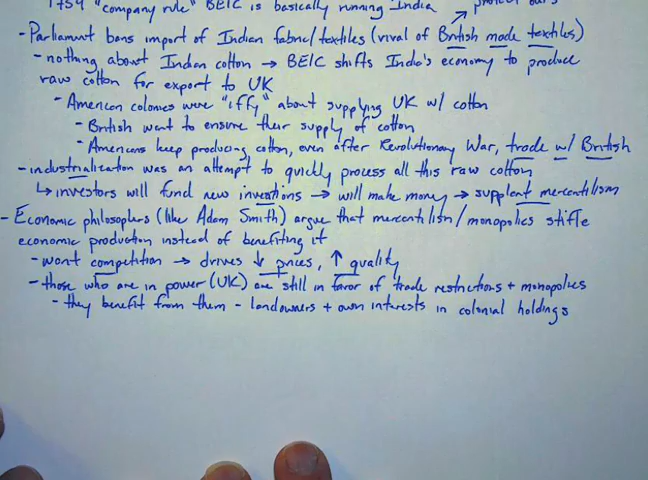 1757 "company rule" BEIC is basically running India
protect ours
- Parliament bans import of Indian fabric/textiles (rival of British made textiles)
- nothing about Indian cotton → BEIC shifts India's economy to produce
raw cotton for export to UK
- American colonies were "iffy" about supplying UK w/ cotton
- British want to ensure their supply of cotton
- Americans keep producing cotton, even after Revolutionary War, trade w/ British
- industrialization was an attempt to quickly process all this raw cotton
↳ investors will fund new inventions → will make money → supplant mercantilism
- Economic philosophers (like Adam Smith) argue that mercantilism/monopolies stifle
economic production instead of benefiting it
- want competition → drives ↓ prices, ↑ quality
- those who are in power (UK) are still in favor of trade restrictions + monopolies
- they benefit from them - landowners + own interests in colonial holdings